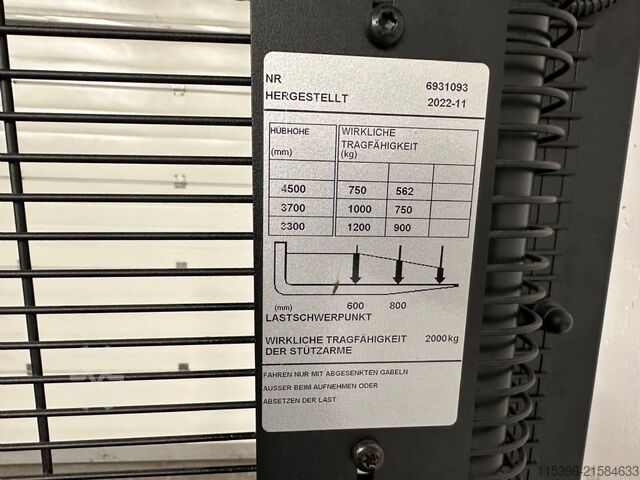 NR 6931093
HERGESTELLT 2022-11
HUBHÖHE WIRKLICHE
TRAGFÄHIGKEIT
(mm) (kg)
4500 750 562
3700 1000 750
3300 1200 900
(mm) 600 800
LASTSCHWERPUNKT
WIRKLICHE TRAGFÄHIGKEIT 2000kg
DER STÜTZARME
FAHREN NUR MIT ABGESENKTEN GABELN
AUSSER BEIM AUFNEHMEN ODER
ABSETZEN DER LAST
115396-21584633